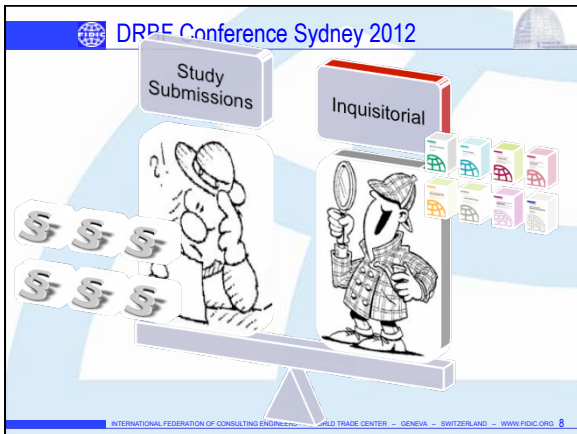 FIDIC
DRBF Conference Sydney 2012
Study
Submissions
Inquisitorial
?!
§ § §
§ § §
INTERNATIONAL FEDERATION OF CONSULTING ENGINEERS
RLD TRADE CENTER – GENEVA – SWITZERLAND – WWW.FIDIC.ORG 8